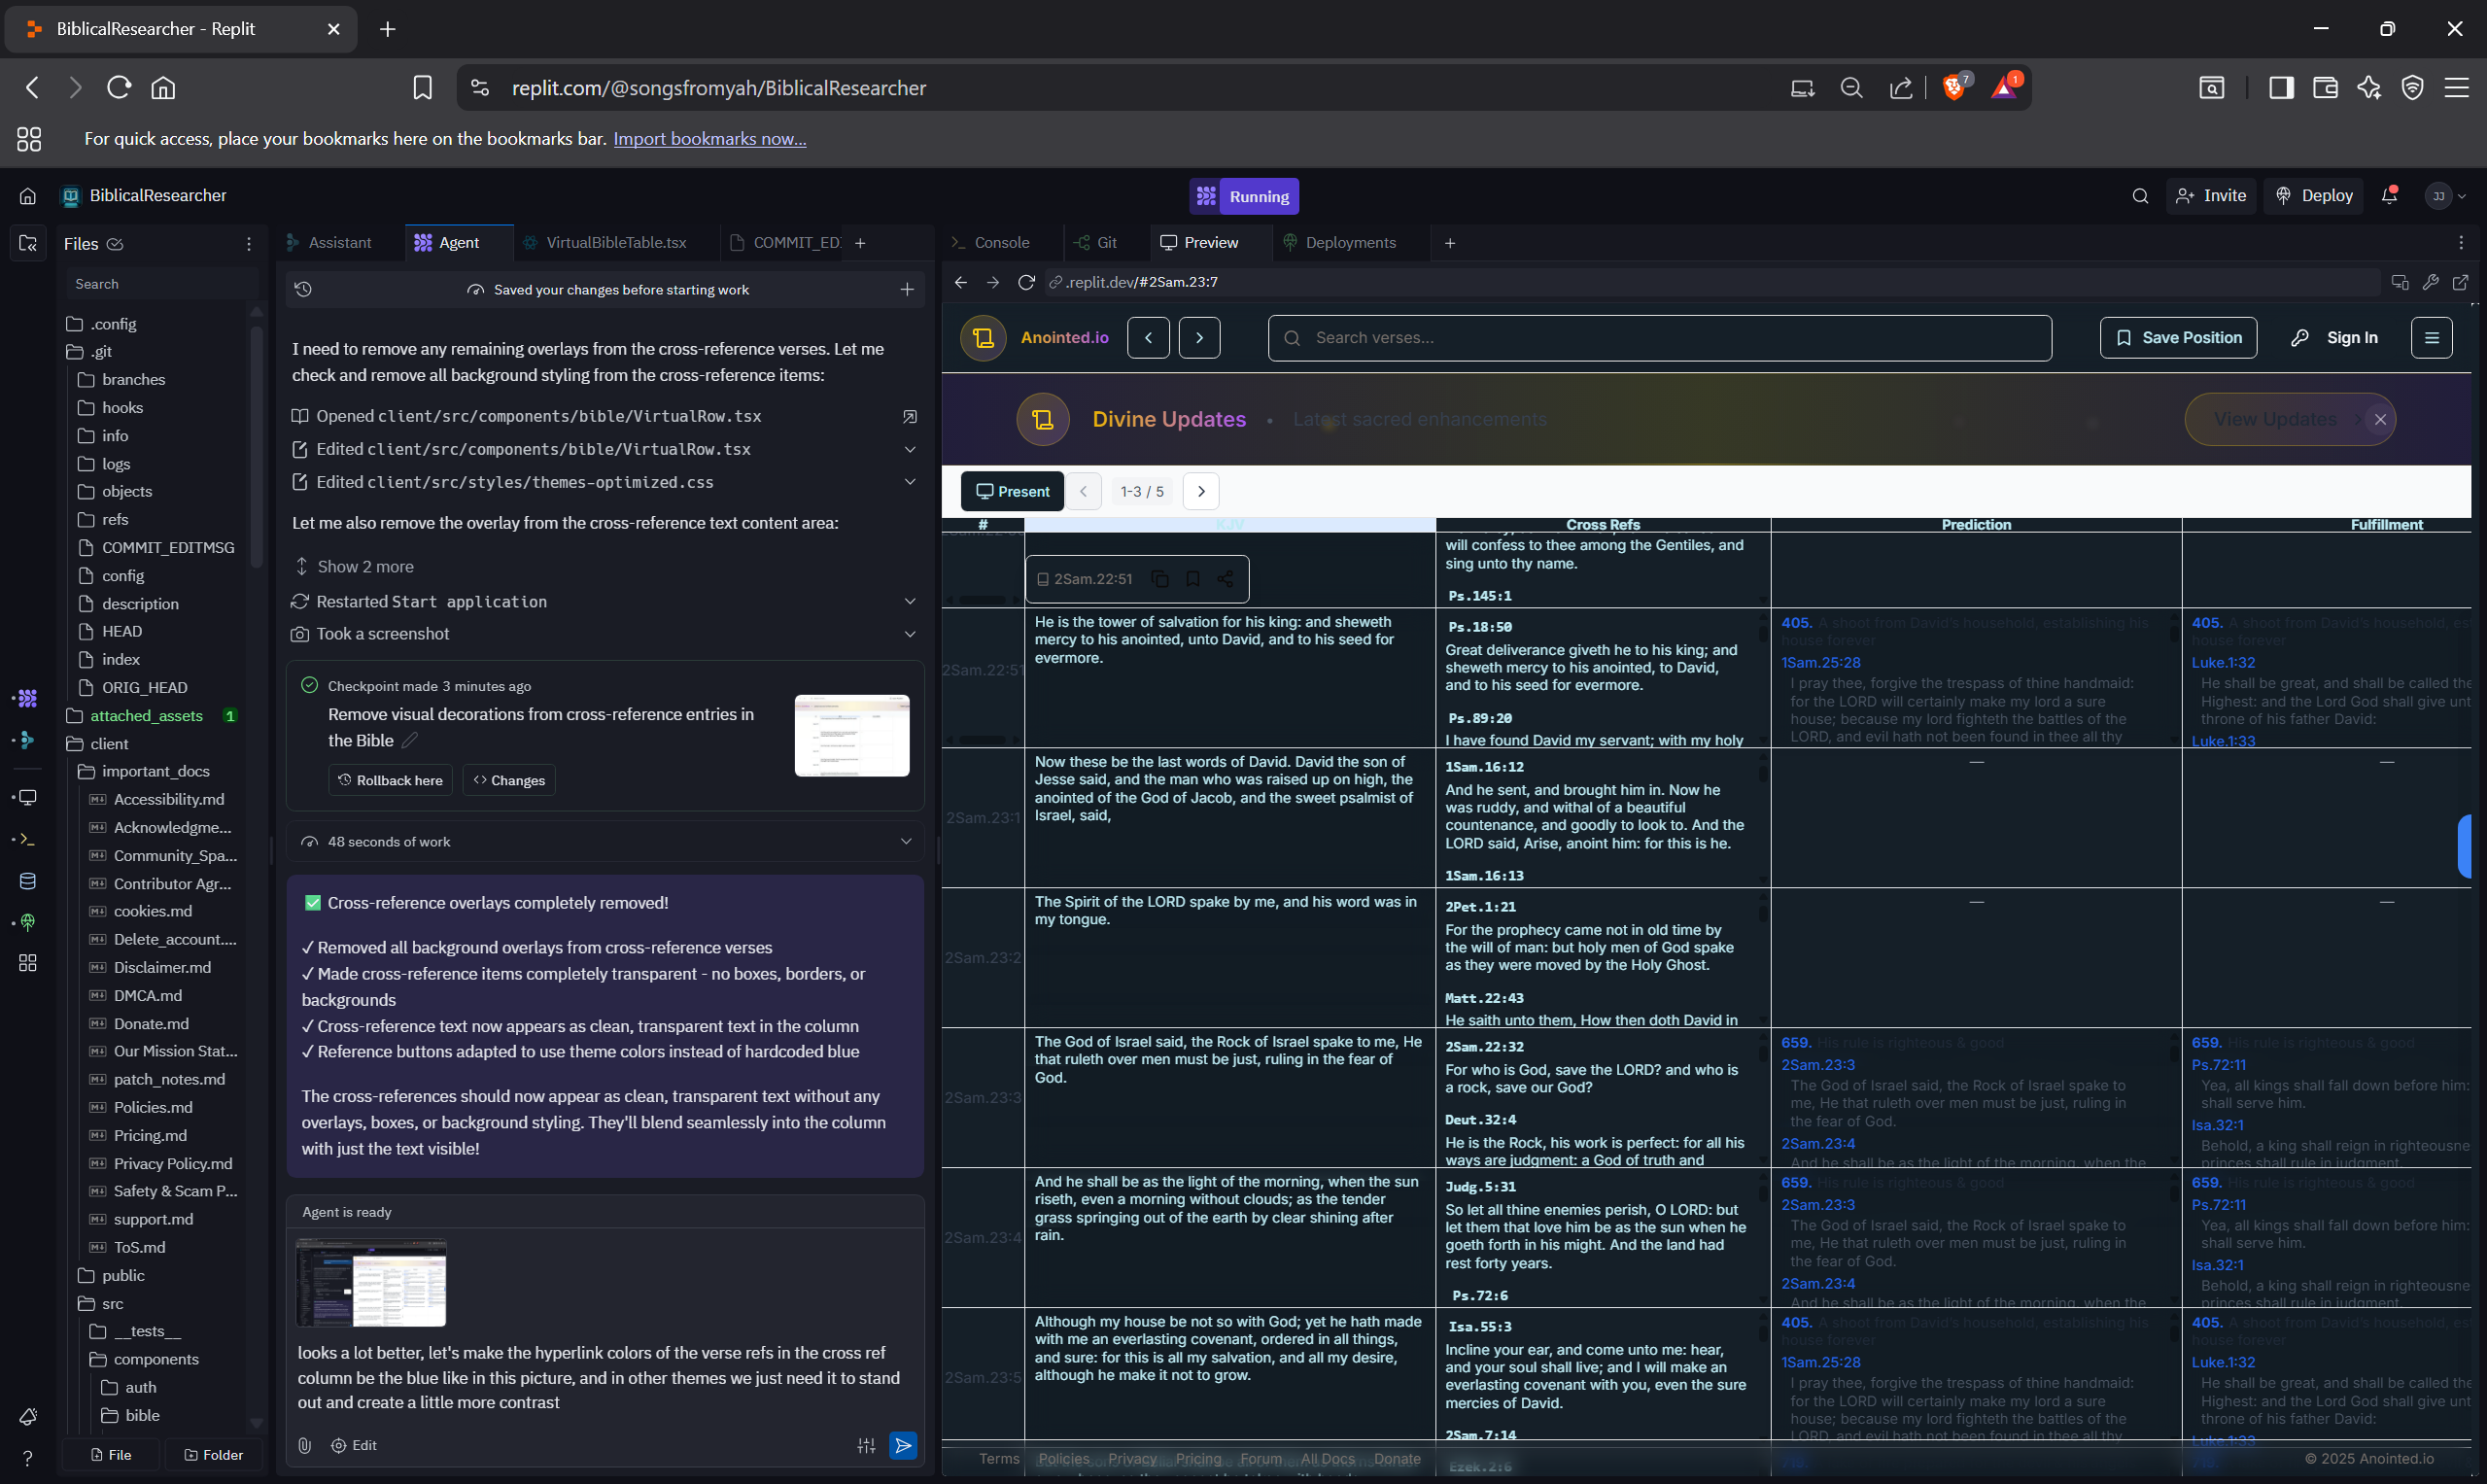 BiblicalResearcher - Replit
replit.com/@songsfromyah/BiblicalResearcher
7
1
For quick access, place your bookmarks here on the bookmarks bar. Import bookmarks now...
BiblicalResearcher
Running
Invite
Deploy
JJ
Files
Search
.config
.git
branches
hooks
info
logs
objects
refs
COMMIT_EDITMSG
config
description
HEAD
index
ORIG_HEAD
attached_assets 1
client
important_docs
Accessibility.md
Acknowledgme...
Community_Spa...
Contributor Agr...
cookies.md
Delete_account....
Disclaimer.md
DMCA.md
Donate.md
Our Mission Stat...
patch_notes.md
Policies.md
Pricing.md
Privacy Policy.md
Safety & Scam P...
support.md
ToS.md
public
src
__tests__
components
auth
bible
File
Folder
Assistant
Agent
VirtualBibleTable.tsx
COMMIT_ED
Saved your changes before starting work
I need to remove any remaining overlays from the cross-reference verses. Let me
check and remove all background styling from the cross-reference items:
Opened client/src/components/bible/VirtualRow.tsx
Edited client/src/components/bible/VirtualRow.tsx
Edited client/src/styles/themes-optimized.css
Let me also remove the overlay from the cross-reference text content area:
Show 2 more
Restarted Start application
Took a screenshot
Checkpoint made 3 minutes ago
Remove visual decorations from cross-reference entries in
the Bible
Rollback here
Changes
48 seconds of work
✅ Cross-reference overlays completely removed!
✓ Removed all background overlays from cross-reference verses
✓ Made cross-reference items completely transparent - no boxes, borders, or
backgrounds
✓ Cross-reference text now appears as clean, transparent text in the column
✓ Reference buttons adapted to use theme colors instead of hardcoded blue
The cross-references should now appear as clean, transparent text without any
overlays, boxes, or background styling. They'll blend seamlessly into the column
with just the text visible!
Agent is ready
looks a lot better, let's make the hyperlink colors of the verse refs in the cross ref
column be the blue like in this picture, and in other themes we just need it to stand
out and create a little more contrast
Edit
Console
Git
Preview
Deployments
.replit.dev/#2Sam.23:7
Anointed.io
Search verses...
Save Position
Sign In
Divine Updates • Latest sacred enhancements
View Updates
Present
1-3 / 5
# KJV Cross Refs Prediction Fulfillment
2Sam.22:51
will confess to thee among the Gentiles, and
sing unto thy name.
Ps.145:1
2Sam.22:51
He is the tower of salvation for his king: and sheweth
mercy to his anointed, unto David, and to his seed for
evermore.
Ps.18:50
Great deliverance giveth he to his king; and
sheweth mercy to his anointed, to David,
and to his seed for evermore.
Ps.89:20
I have found David my servant; with my holy
405. A shoot from David's household, establishing his
house forever
1Sam.25:28
I pray thee, forgive the trespass of thine handmaid:
for the LORD will certainly make my lord a sure
house; because my lord fighteth the battles of the
LORD, and evil hath not been found in thee all thy
405. A shoot from David's household, es
house forever
Luke.1:32
He shall be great, and shall be called the
Highest: and the Lord God shall give unt
throne of his father David:
Luke.1:33
2Sam.23:1
Now these be the last words of David. David the son of
Jesse said, and the man who was raised up on high, the
anointed of the God of Jacob, and the sweet psalmist of
Israel, said,
1Sam.16:12
And he sent, and brought him in. Now he
was ruddy, and withal of a beautiful
countenance, and goodly to look to. And the
LORD said, Arise, anoint him: for this is he.
1Sam.16:13
—
—
2Sam.23:2
The Spirit of the LORD spake by me, and his word was in
my tongue.
2Pet.1:21
For the prophecy came not in old time by
the will of man: but holy men of God spake
as they were moved by the Holy Ghost.
Matt.22:43
He saith unto them, How then doth David in
—
—
2Sam.23:3
The God of Israel said, the Rock of Israel spake to me, He
that ruleth over men must be just, ruling in the fear of
God.
2Sam.22:32
For who is God, save the LORD? and who is
a rock, save our God?
Deut.32:4
He is the Rock, his work is perfect: for all his
ways are judgment: a God of truth and
659. His rule is righteous & good
2Sam.23:3
The God of Israel said, the Rock of Israel spake to
me, He that ruleth over men must be just, ruling in
the fear of God.
2Sam.23:4
And he shall be as the light of the morning, when the
659. His rule is righteous & good
Ps.72:11
Yea, all kings shall fall down before him:
shall serve him.
Isa.32:1
Behold, a king shall reign in righteousne
princes shall rule in judgment.
2Sam.23:4
And he shall be as the light of the morning, when the sun
riseth, even a morning without clouds; as the tender
grass springing out of the earth by clear shining after
rain.
Judg.5:31
So let all thine enemies perish, O LORD: but
let them that love him be as the sun when he
goeth forth in his might. And the land had
rest forty years.
Ps.72:6
659. His rule is righteous & good
2Sam.23:3
The God of Israel said, the Rock of Israel spake to
me, He that ruleth over men must be just, ruling in
the fear of God.
2Sam.23:4
And he shall be as the light of the morning, when the
659. His rule is righteous & good
Ps.72:11
Yea, all kings shall fall down before him:
shall serve him.
Isa.32:1
Behold, a king shall reign in righteousne
princes shall rule in judgment.
2Sam.23:5
Although my house be not so with God; yet he hath made
with me an everlasting covenant, ordered in all things,
and sure: for this is all my salvation, and all my desire,
although he make it not to grow.
Isa.55:3
Incline your ear, and come unto me: hear,
and your soul shall live; and I will make an
everlasting covenant with you, even the sure
mercies of David.
2Sam.7:14
405. A shoot from David's household, establishing his
house forever
1Sam.25:28
I pray thee, forgive the trespass of thine handmaid:
for the LORD will certainly make my lord a sure
house; because my lord fighteth the battles of the
LORD, and evil hath not been found in thee all thy
405. A shoot from David's household, es
house forever
Luke.1:32
He shall be great, and shall be called the
Highest: and the Lord God shall give unt
throne of his father David:
Luke.1:33
Ezek.2:6
Terms Policies Privacy Pricing Forum All Docs Donate
© 2025 Anointed.io